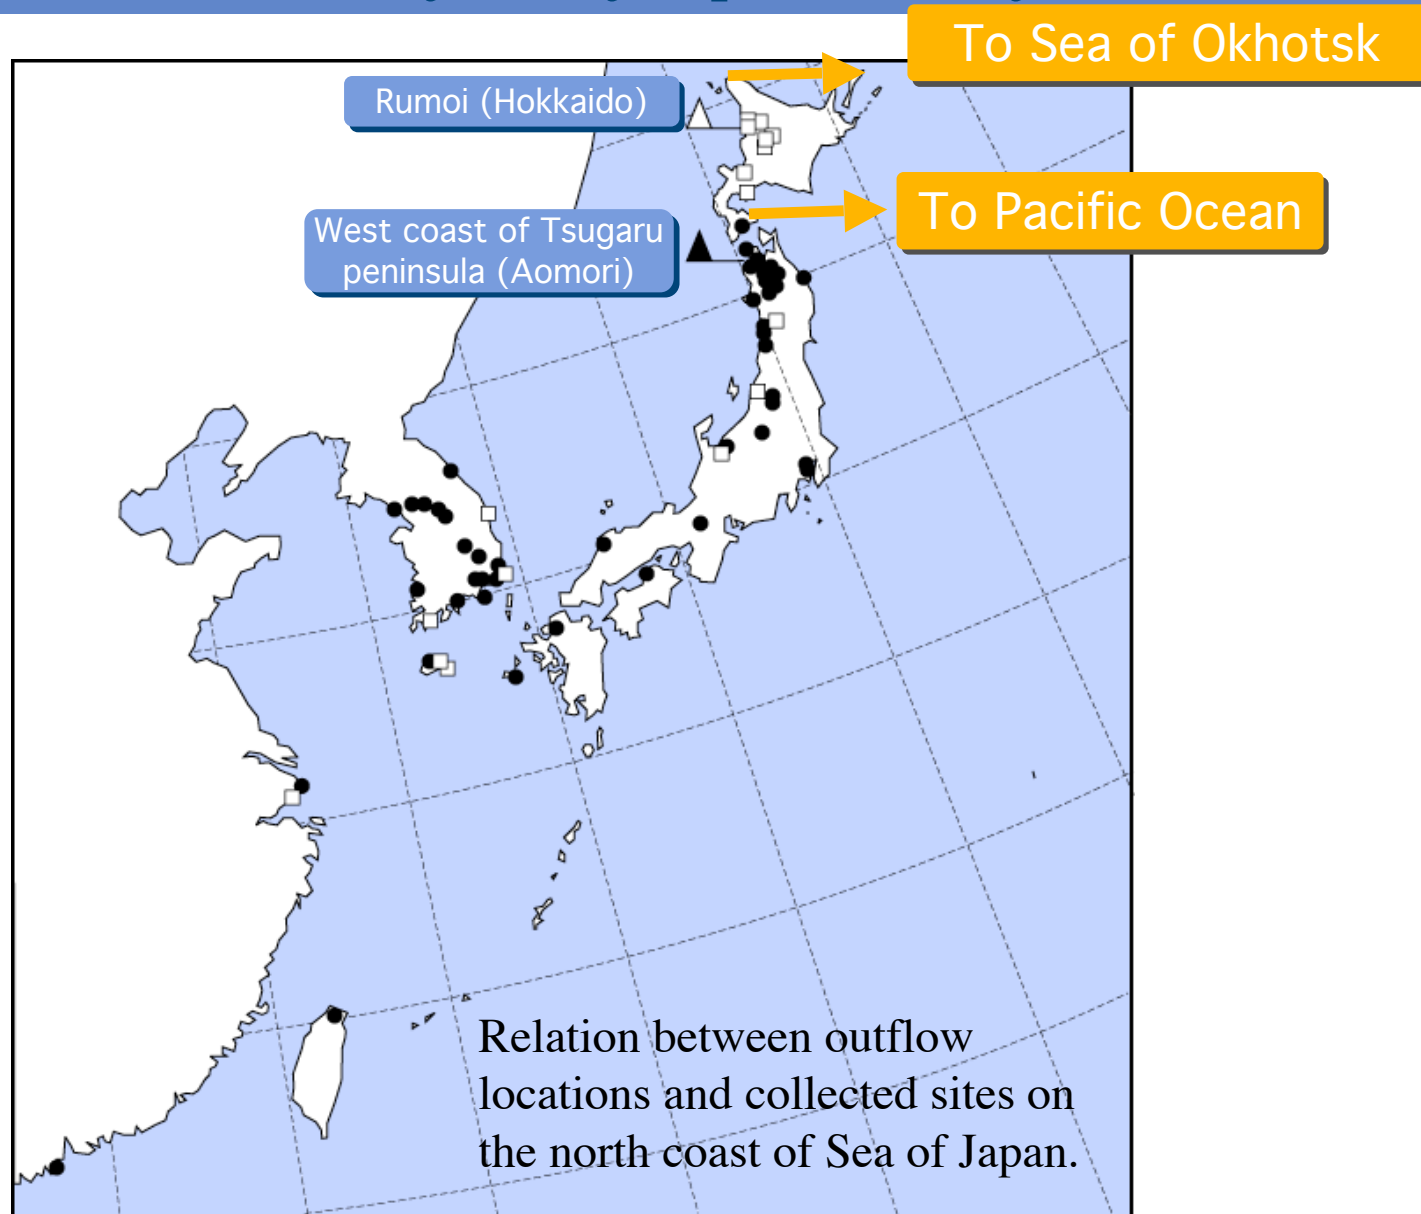 To Sea of Okhotsk
Rumoi (Hokkaido)
To Pacific Ocean
West coast of Tsugaru
peninsula (Aomori)
Relation between outflow
locations and collected sites on
the north coast of Sea of Japan.